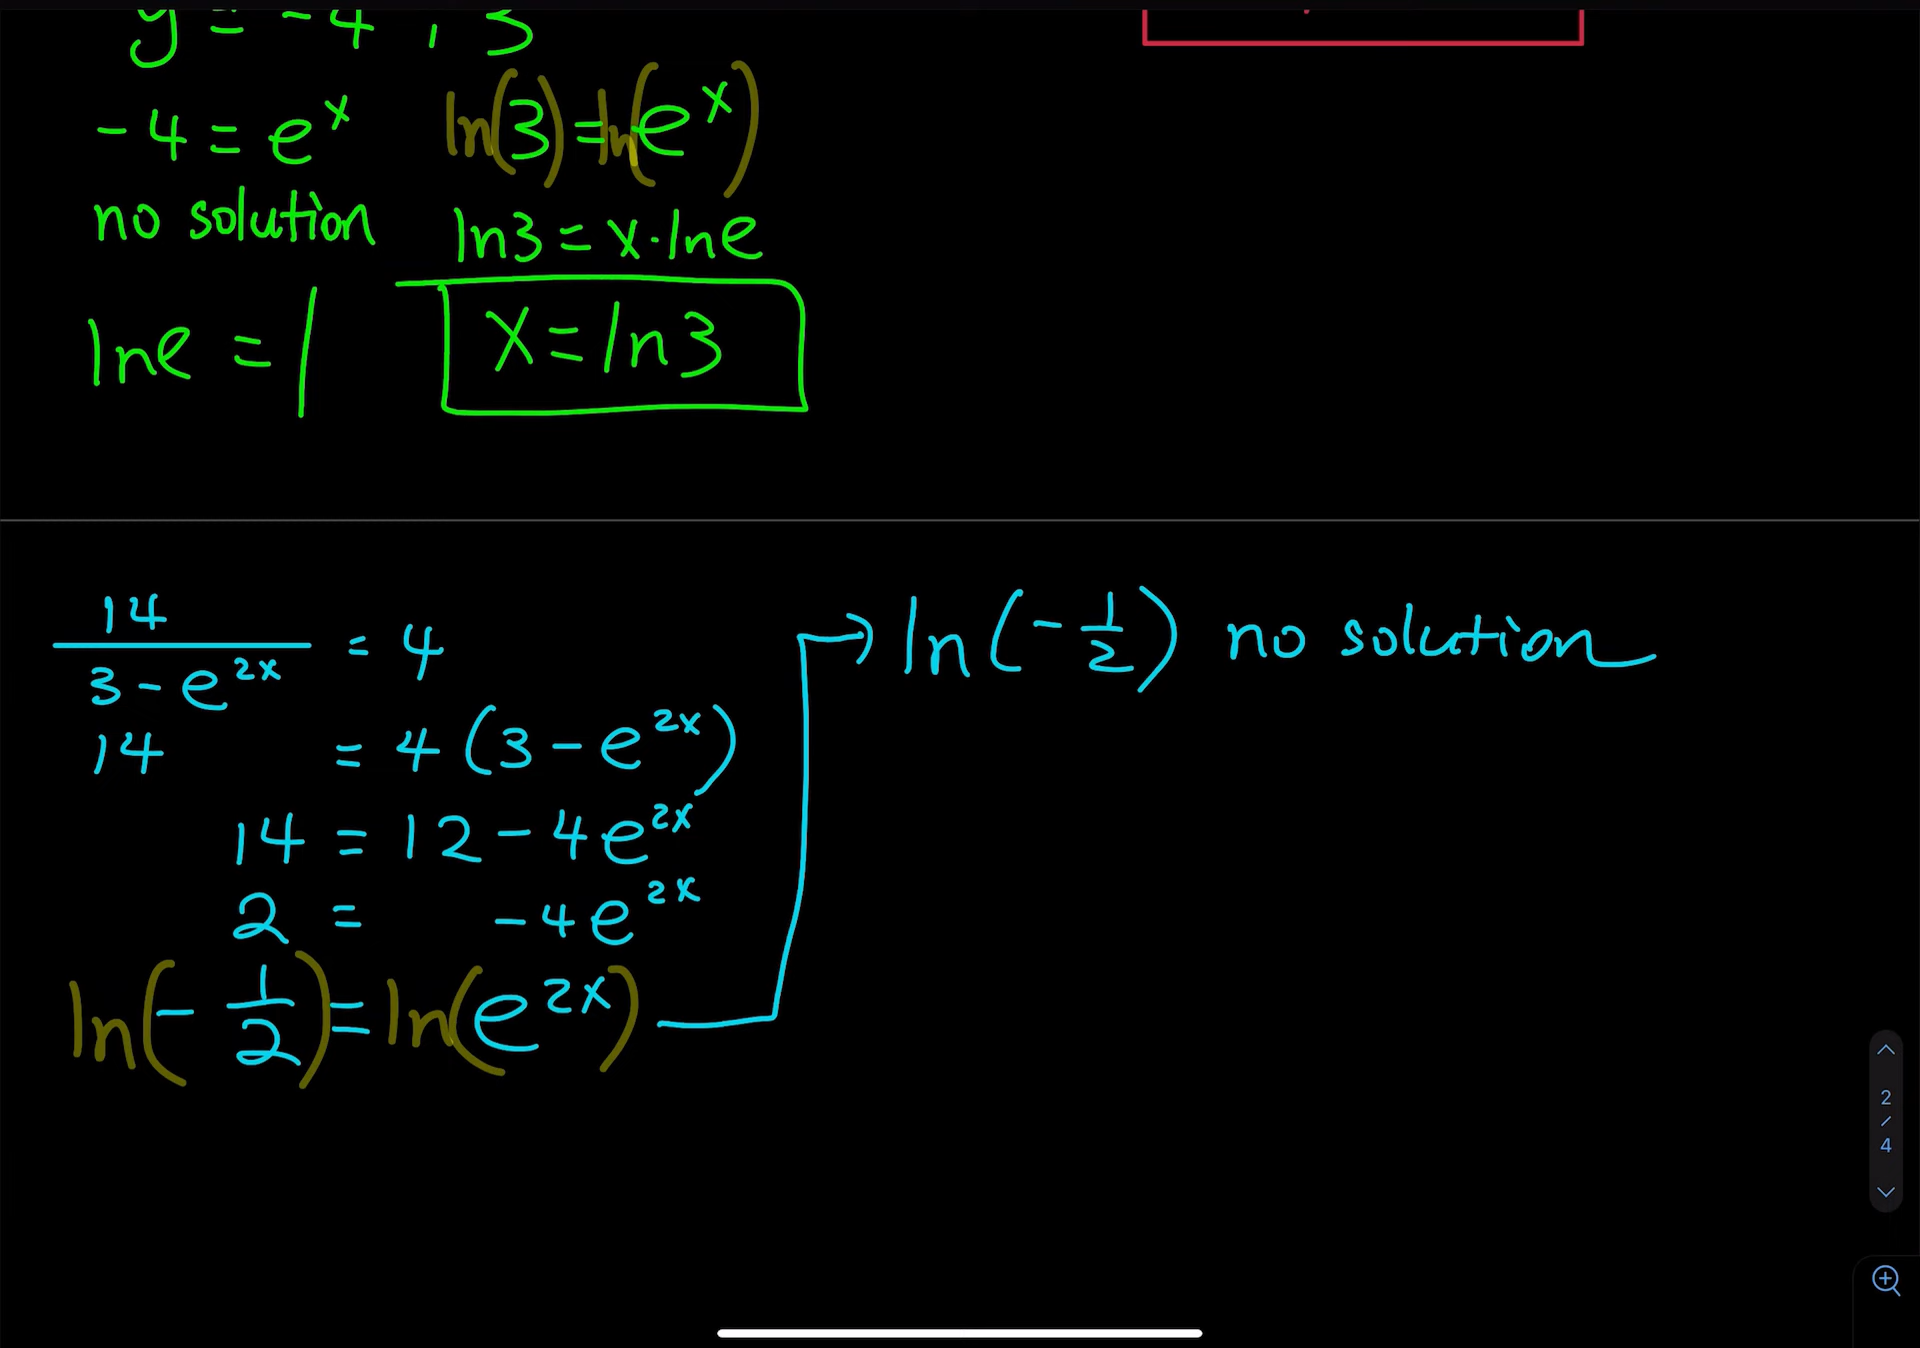 y = -4 , 3
-4 = e^x
ln(3) = ln(e^x)
no solution
ln3 = x·lne
lne = 1
x = ln3
14/(3 - e^(2x)) = 4
14 = 4(3 - e^(2x))
14 = 12 - 4e^(2x)
2 = -4e^(2x)
ln(-1/2) = ln(e^(2x))
ln(-1/2) no solution
2
/
4